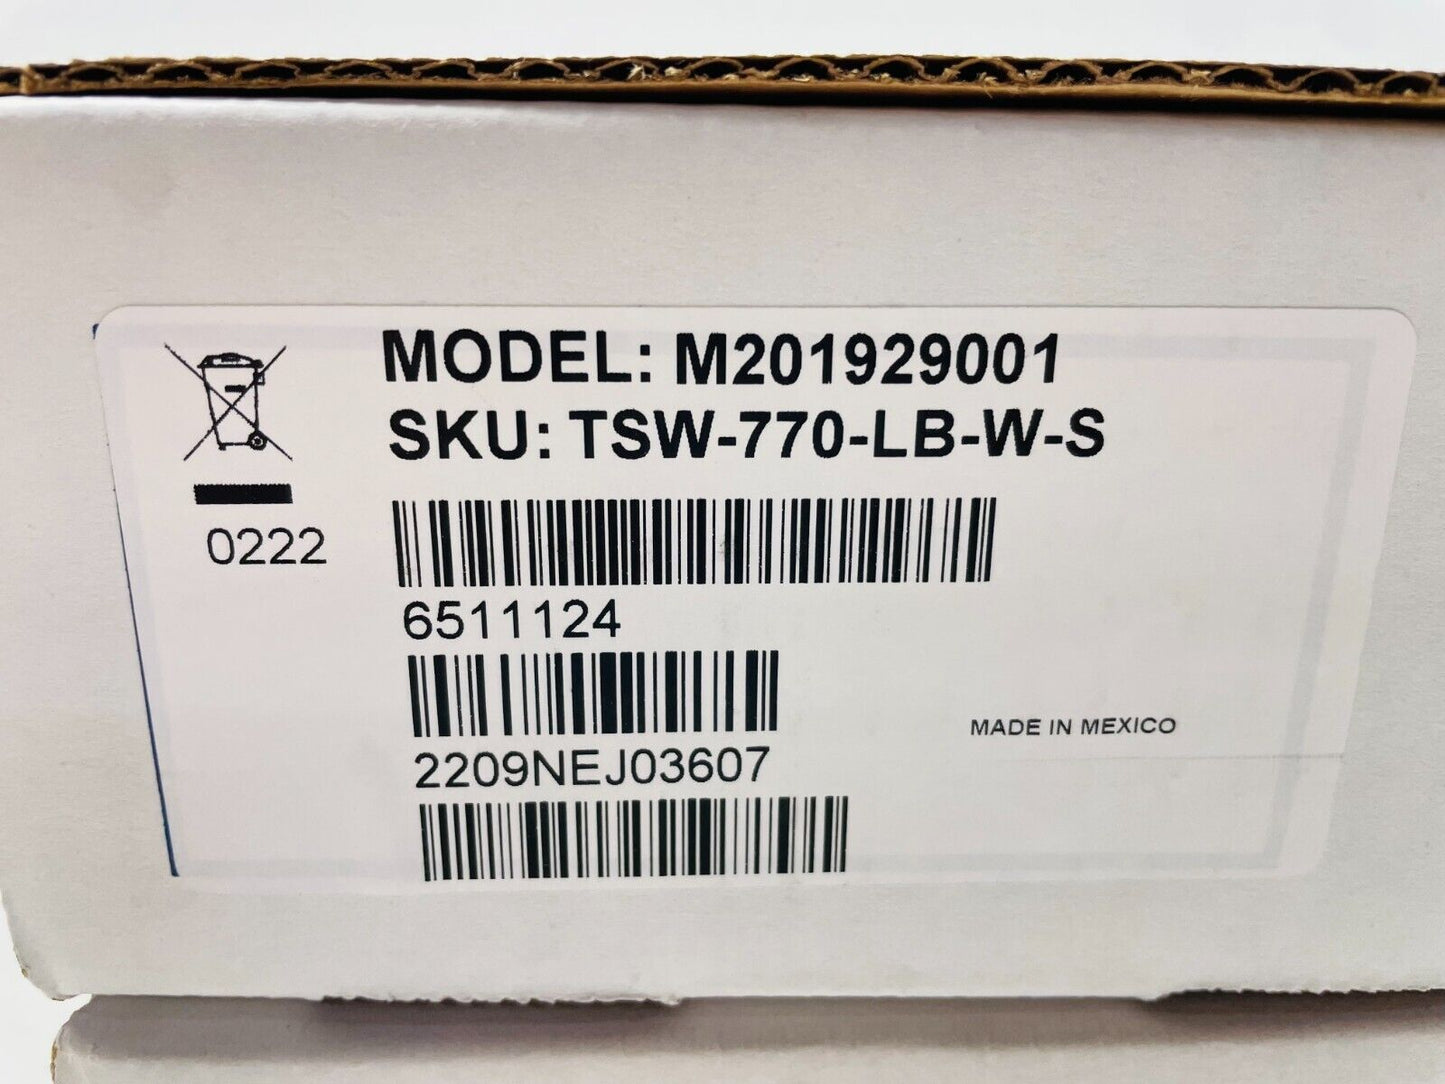 MODEL: M201929001
SKU: TSW-770-LB-W-S
0222
6511124
2209NEJ03607
MADE IN MEXICO